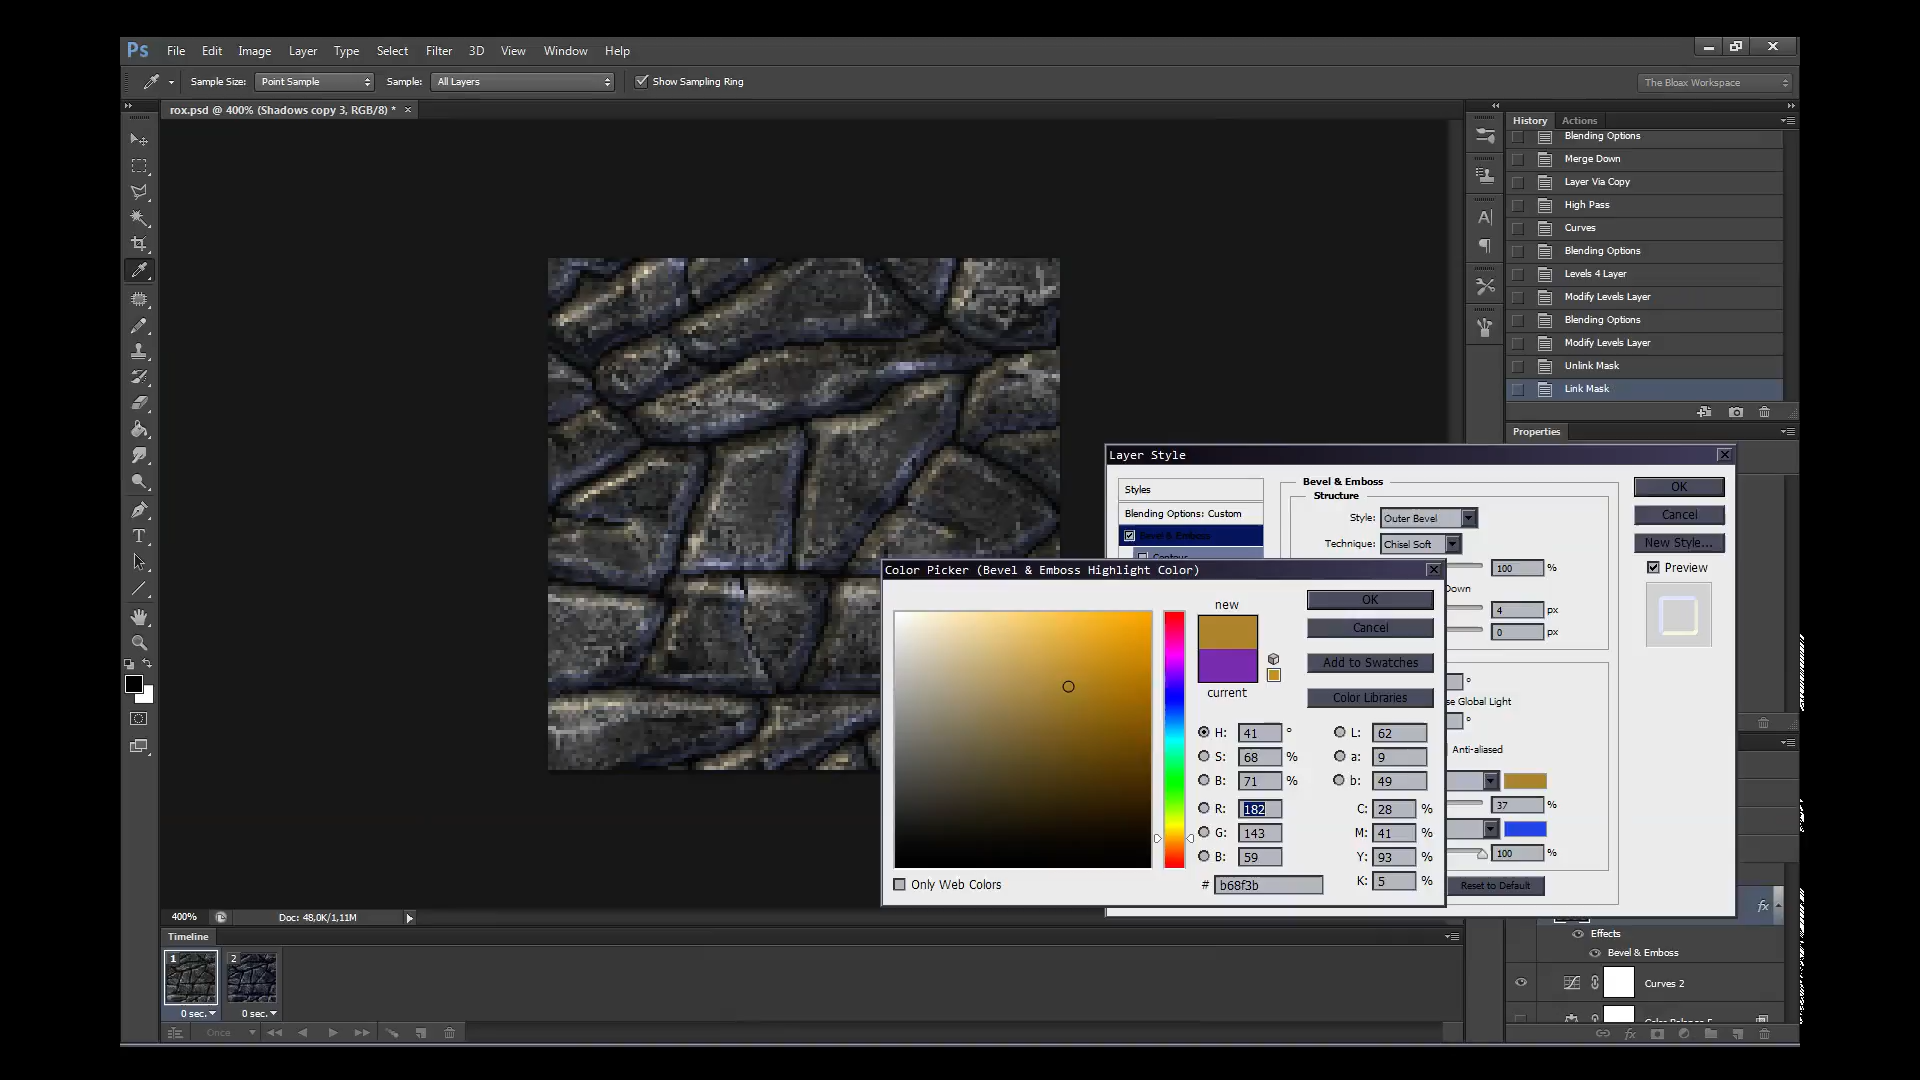 Ps File Edit Image Layer Type Select Filter 3D View Window Help
Sample Size: Point Sample Sample: All Layers Show Sampling Ring The Bloax Workspace
rox.psd @ 400% (Shadows copy 3, RGB/8) *
History Actions
Blending Options
Merge Down
Layer Via Copy
High Pass
Curves
Blending Options
Levels 4 Layer
Modify Levels Layer
Blending Options
Modify Levels Layer
Unlink Mask
Link Mask
Properties
Layer Style
Styles
Blending Options: Custom
Bevel & Emboss
Contour
Bevel & Emboss
Structure
Style: Outer Bevel
Technique: Chisel Soft
100 %
Down
4 px
0 px
°
se Global Light
°
Anti-aliased
37 %
100 %
Reset to Default
OK
Cancel
New Style...
Preview
Color Picker (Bevel & Emboss Highlight Color)
new
current
OK
Cancel
Add to Swatches
Color Libraries
H: 41 ° L: 62
S: 68 % a: 9
B: 71 % b: 49
R: 182 C: 28 %
G: 143 M: 41 %
B: 59 Y: 93 %
# b68f3b K: 5 %
Only Web Colors
fx
Effects
Bevel & Emboss
Curves 2
fx
400% Doc: 48,0K/1,11M
Timeline
1 2
0 sec. 0 sec.
Once